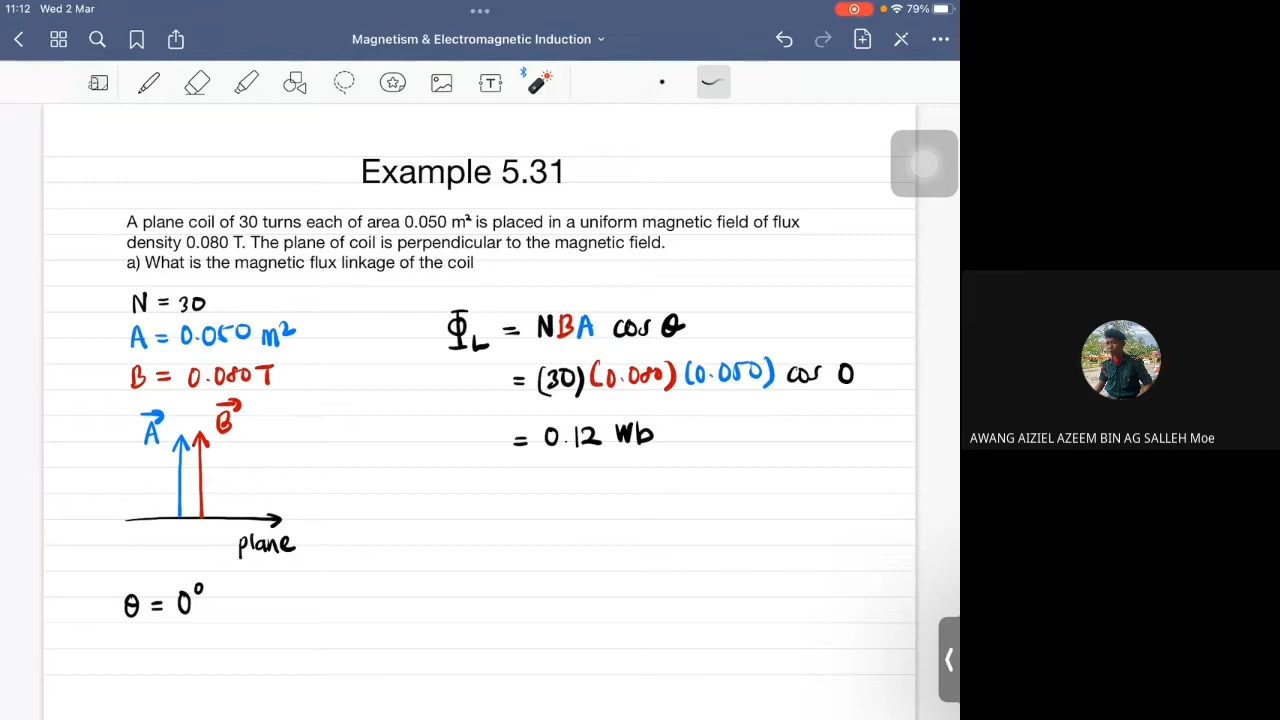 11:12 Wed 2 Mar
79%
Magnetism & Electromagnetic Induction
T
Example 5.31
A plane coil of 30 turns each of area 0.050 m² is placed in a uniform magnetic field of flux
density 0.080 T. The plane of coil is perpendicular to the magnetic field.
a) What is the magnetic flux linkage of the coil
N = 30
A = 0.050 m²
B = 0.080T
A⃗ B⃗
plane
θ = 0°
Φ_L = NBA cos θ
= (30)(0.080)(0.050) cos 0
= 0.12 Wb
AWANG AIZIEL AZEEM BIN AG SALLEH Moe